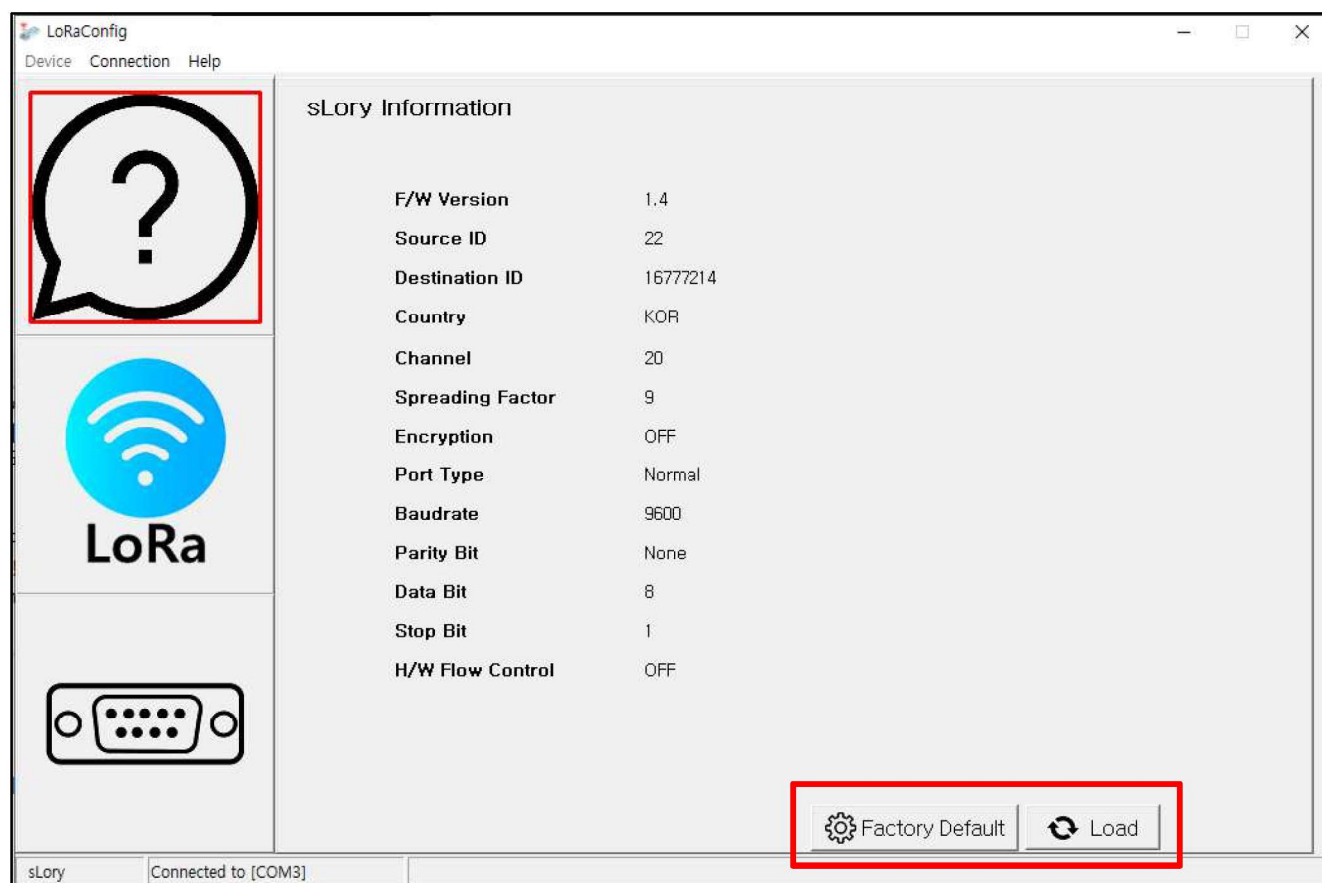 LoRaConfig
Device Connection Help
sLory Information
?
F/W Version 1.4
Source ID 22
Destination ID 16777214
Country KOR
Channel 20
Spreading Factor 9
Encryption OFF
Port Type Normal
Baudrate 9600
Parity Bit None
Data Bit 8
Stop Bit 1
H/W Flow Control OFF
LoRa
Factory Default Load
sLory Connected to [COM3]